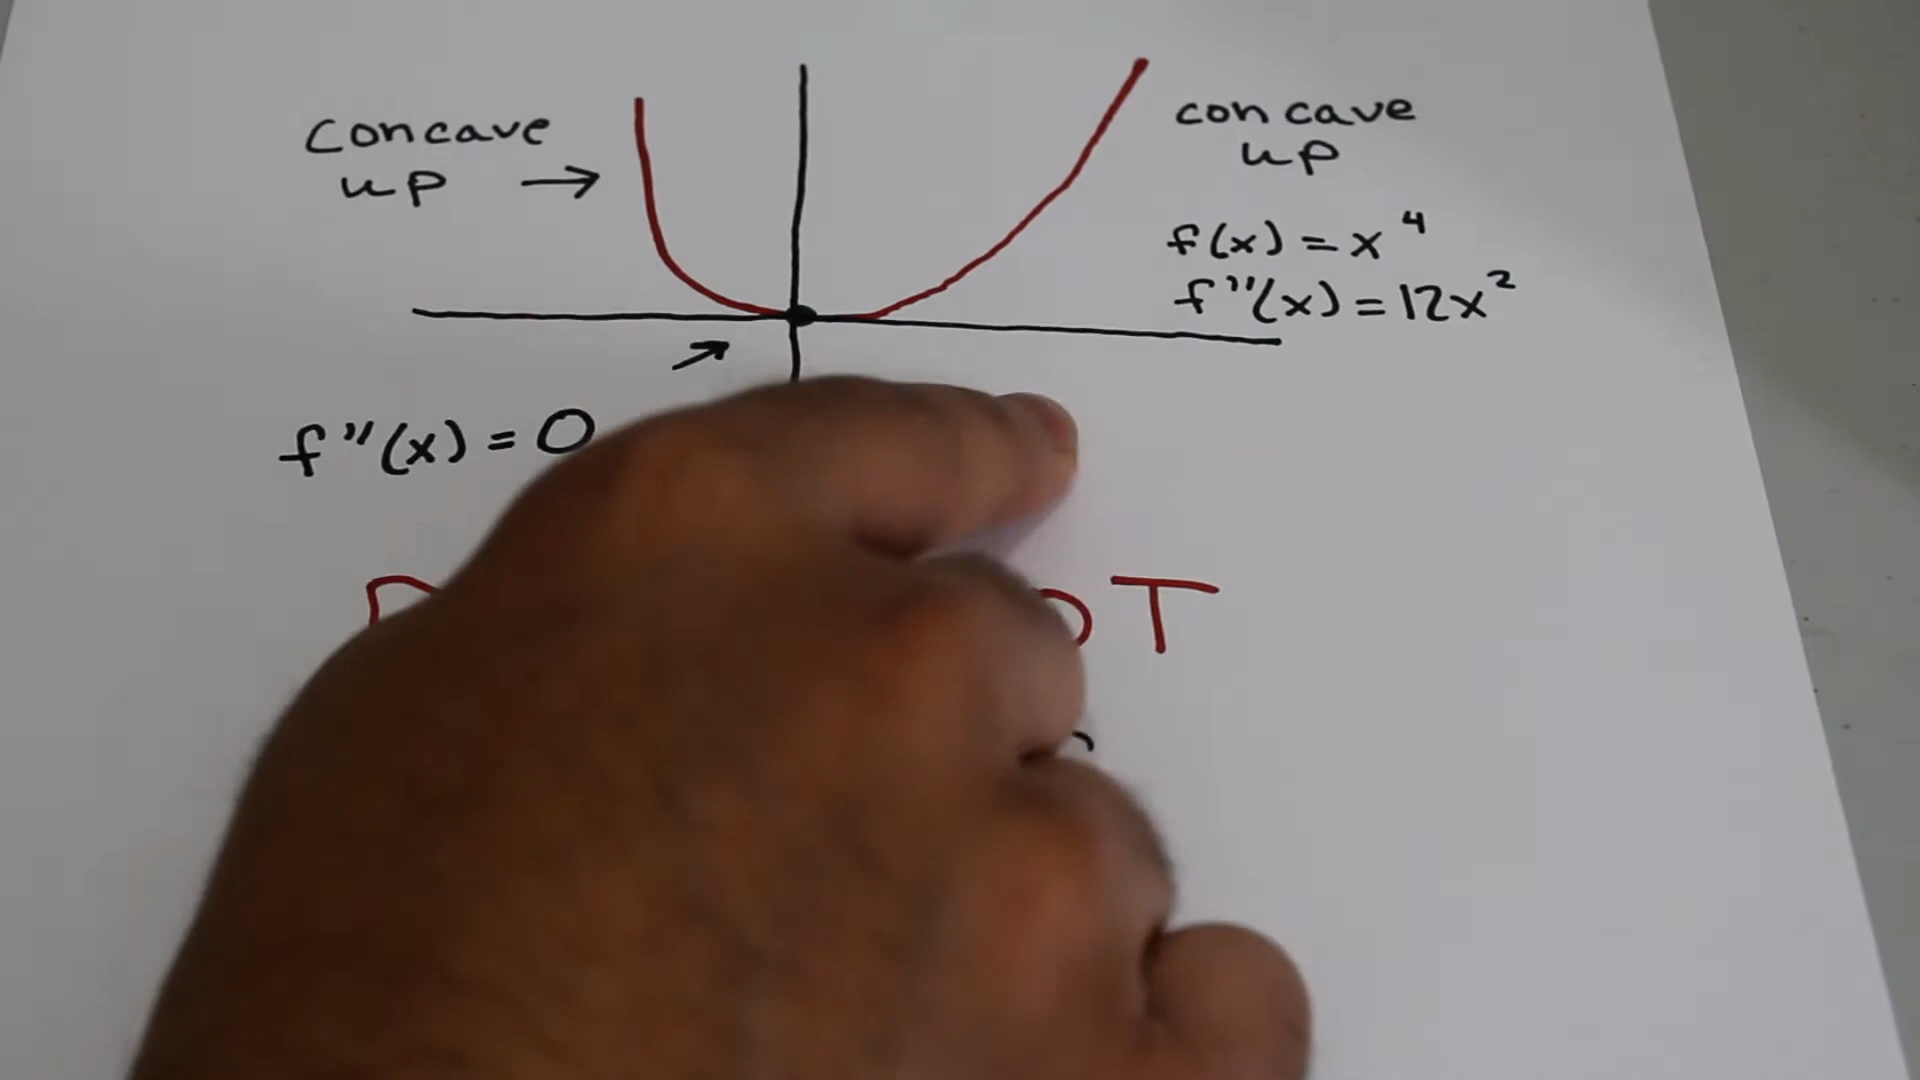 Concave
up →
concave
up
f(x) = x⁴
f"(x) = 12x²
f"(x) = 0